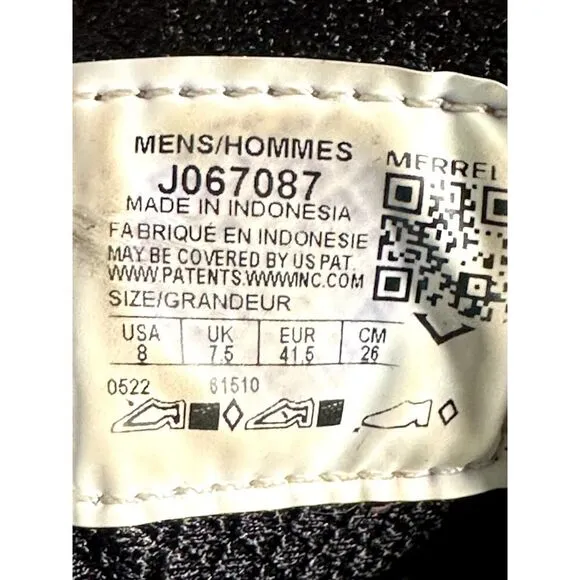 MENS/HOMMES
J067087
MADE IN INDONESIA
FABRIQUÉ EN INDONÉSIE
MAY BE COVERED BY US PAT.
WWW.PATENTS.WWWINC.COM
SIZE/GRANDEUR
USA UK EUR CM
8 7.5 41.5 26
0522 61510
MERREL